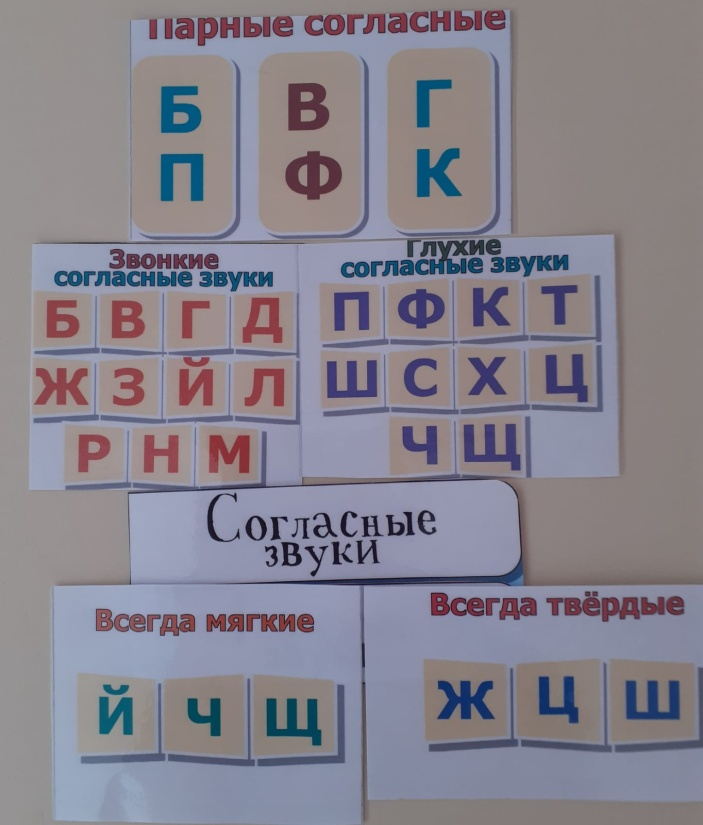 Парные согласные
Б В Г
П Ф К
Звонкие
согласные звуки
Б В Г Д
Ж З Й Л
Р Н М
Глухие
согласные звуки
П Ф К Т
Ш С Х Ц
Ч Щ
Согласные
звуки
Всегда мягкие
Й Ч Щ
Всегда твёрдые
Ж Ц Ш